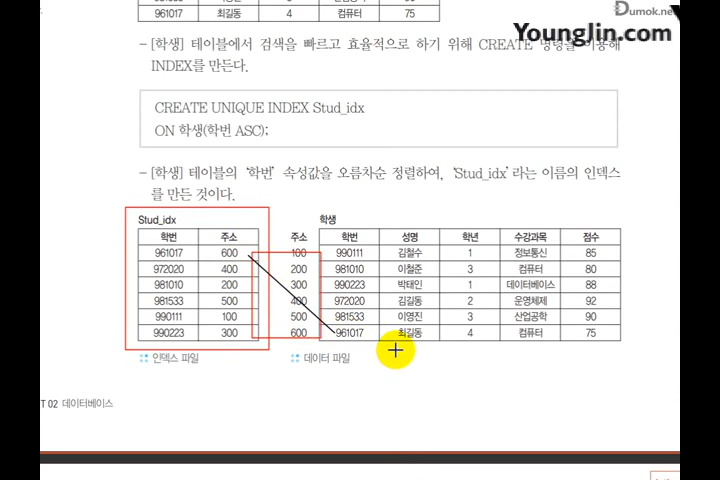 Dumok.ne
Younglin.com
961017 최길동 4 컴퓨터 75
- [학생] 테이블에서 검색을 빠르고 효율적으로 하기 위해 CREATE 명령을 이용해
INDEX를 만든다.
CREATE UNIQUE INDEX Stud_idx
ON 학생(학번 ASC);
- [학생] 테이블의 ‘학번’ 속성값을 오름차순 정렬하여, ‘Stud_idx’라는 이름의 인덱스
를 만든 것이다.
Stud_idx 학생
학번 주소 주소 학번 성명 학년 수강과목 점수
961017 600 100 990111 김철수 1 정보통신 85
972020 400 200 981010 이철준 3 컴퓨터 80
981010 200 300 990223 박태인 1 데이터베이스 88
981533 500 400 972020 김길동 2 운영체제 92
990111 100 500 981533 이영진 3 산업공학 90
990223 300 600 961017 최길동 4 컴퓨터 75
인덱스 파일 데이터 파일
T 02 데이터베이스